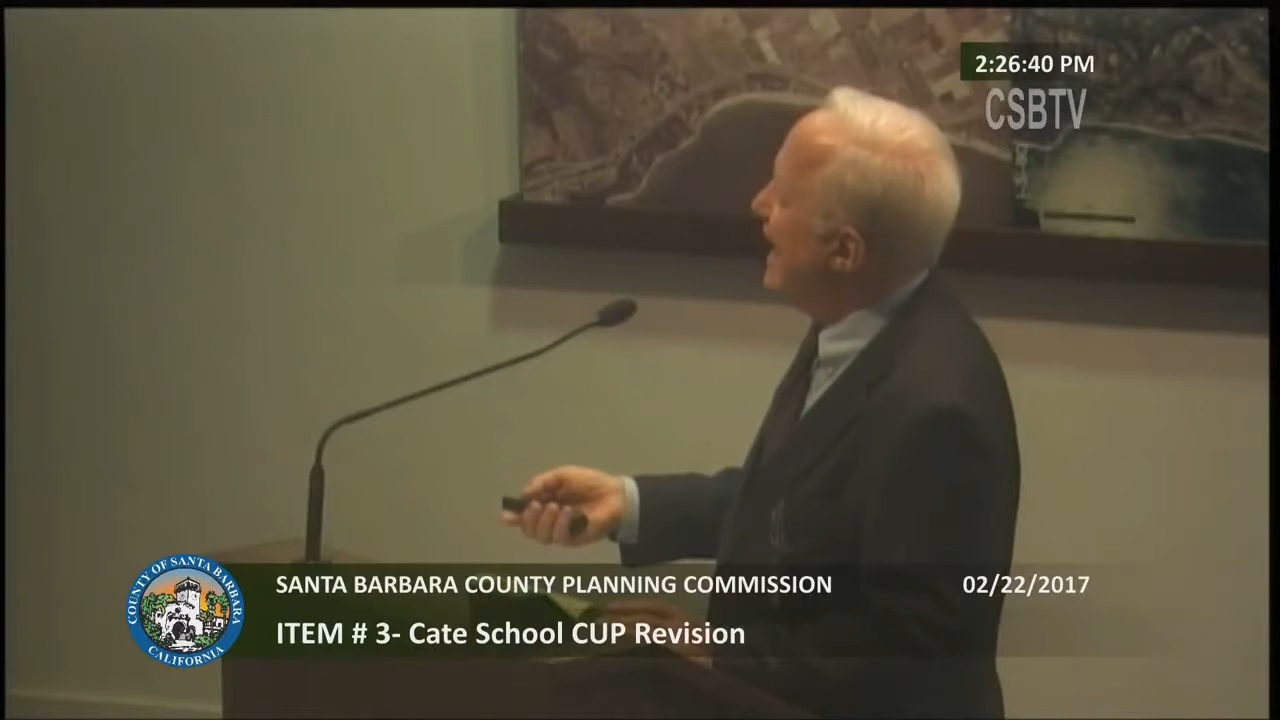 2:26:40 PM
CSBTV
SANTA BARBARA COUNTY PLANNING COMMISSION 02/22/2017
ITEM # 3- Cate School CUP Revision
COUNTY OF SANTA BARBARA
CALIFORNIA